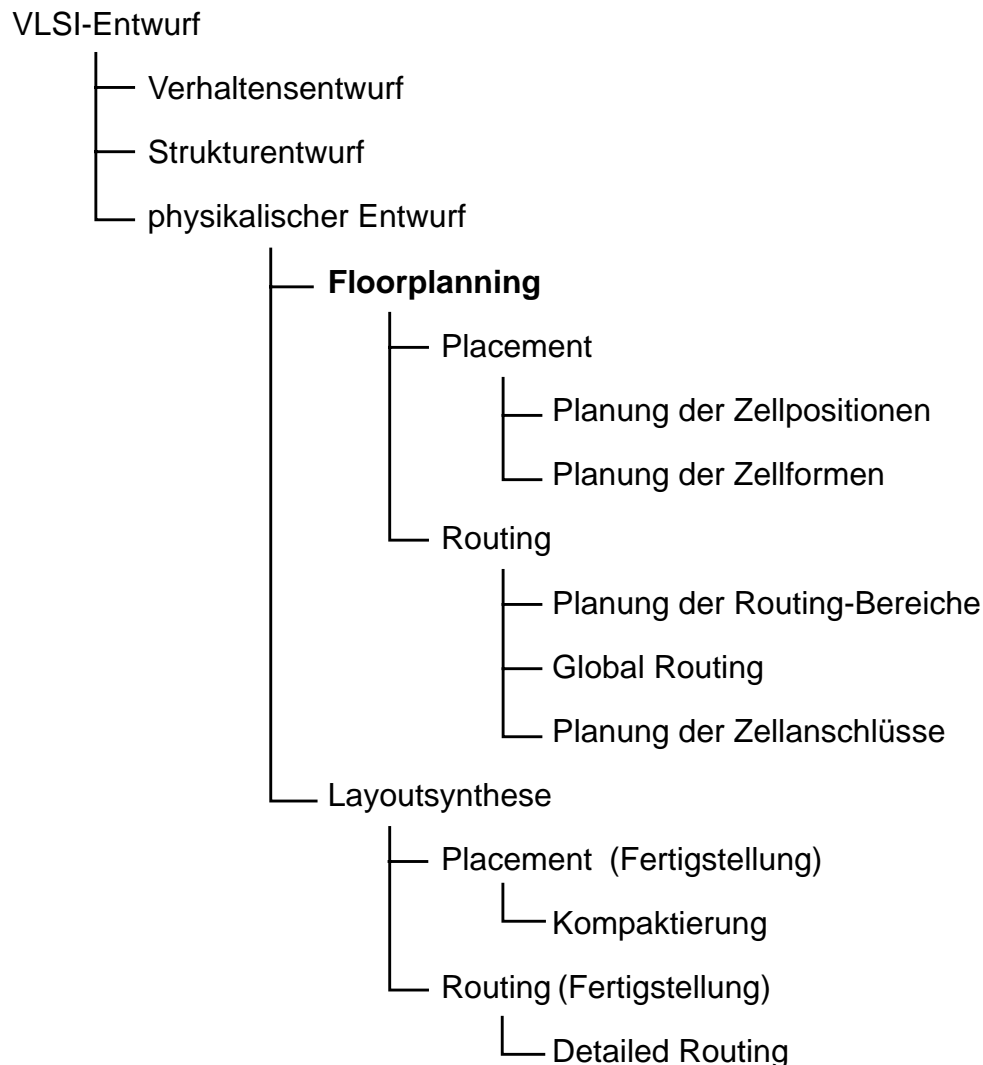 VLSI-Entwurf
Verhaltensentwurf
Strukturentwurf
physikalischer Entwurf
Floorplanning
Placement
Planung der Zellpositionen
Planung der Zellformen
Routing
Planung der Routing-Bereiche
Global Routing
Planung der Zellanschlüsse
Layoutsynthese
Placement (Fertigstellung)
Kompaktierung
Routing (Fertigstellung)
Detailed Routing